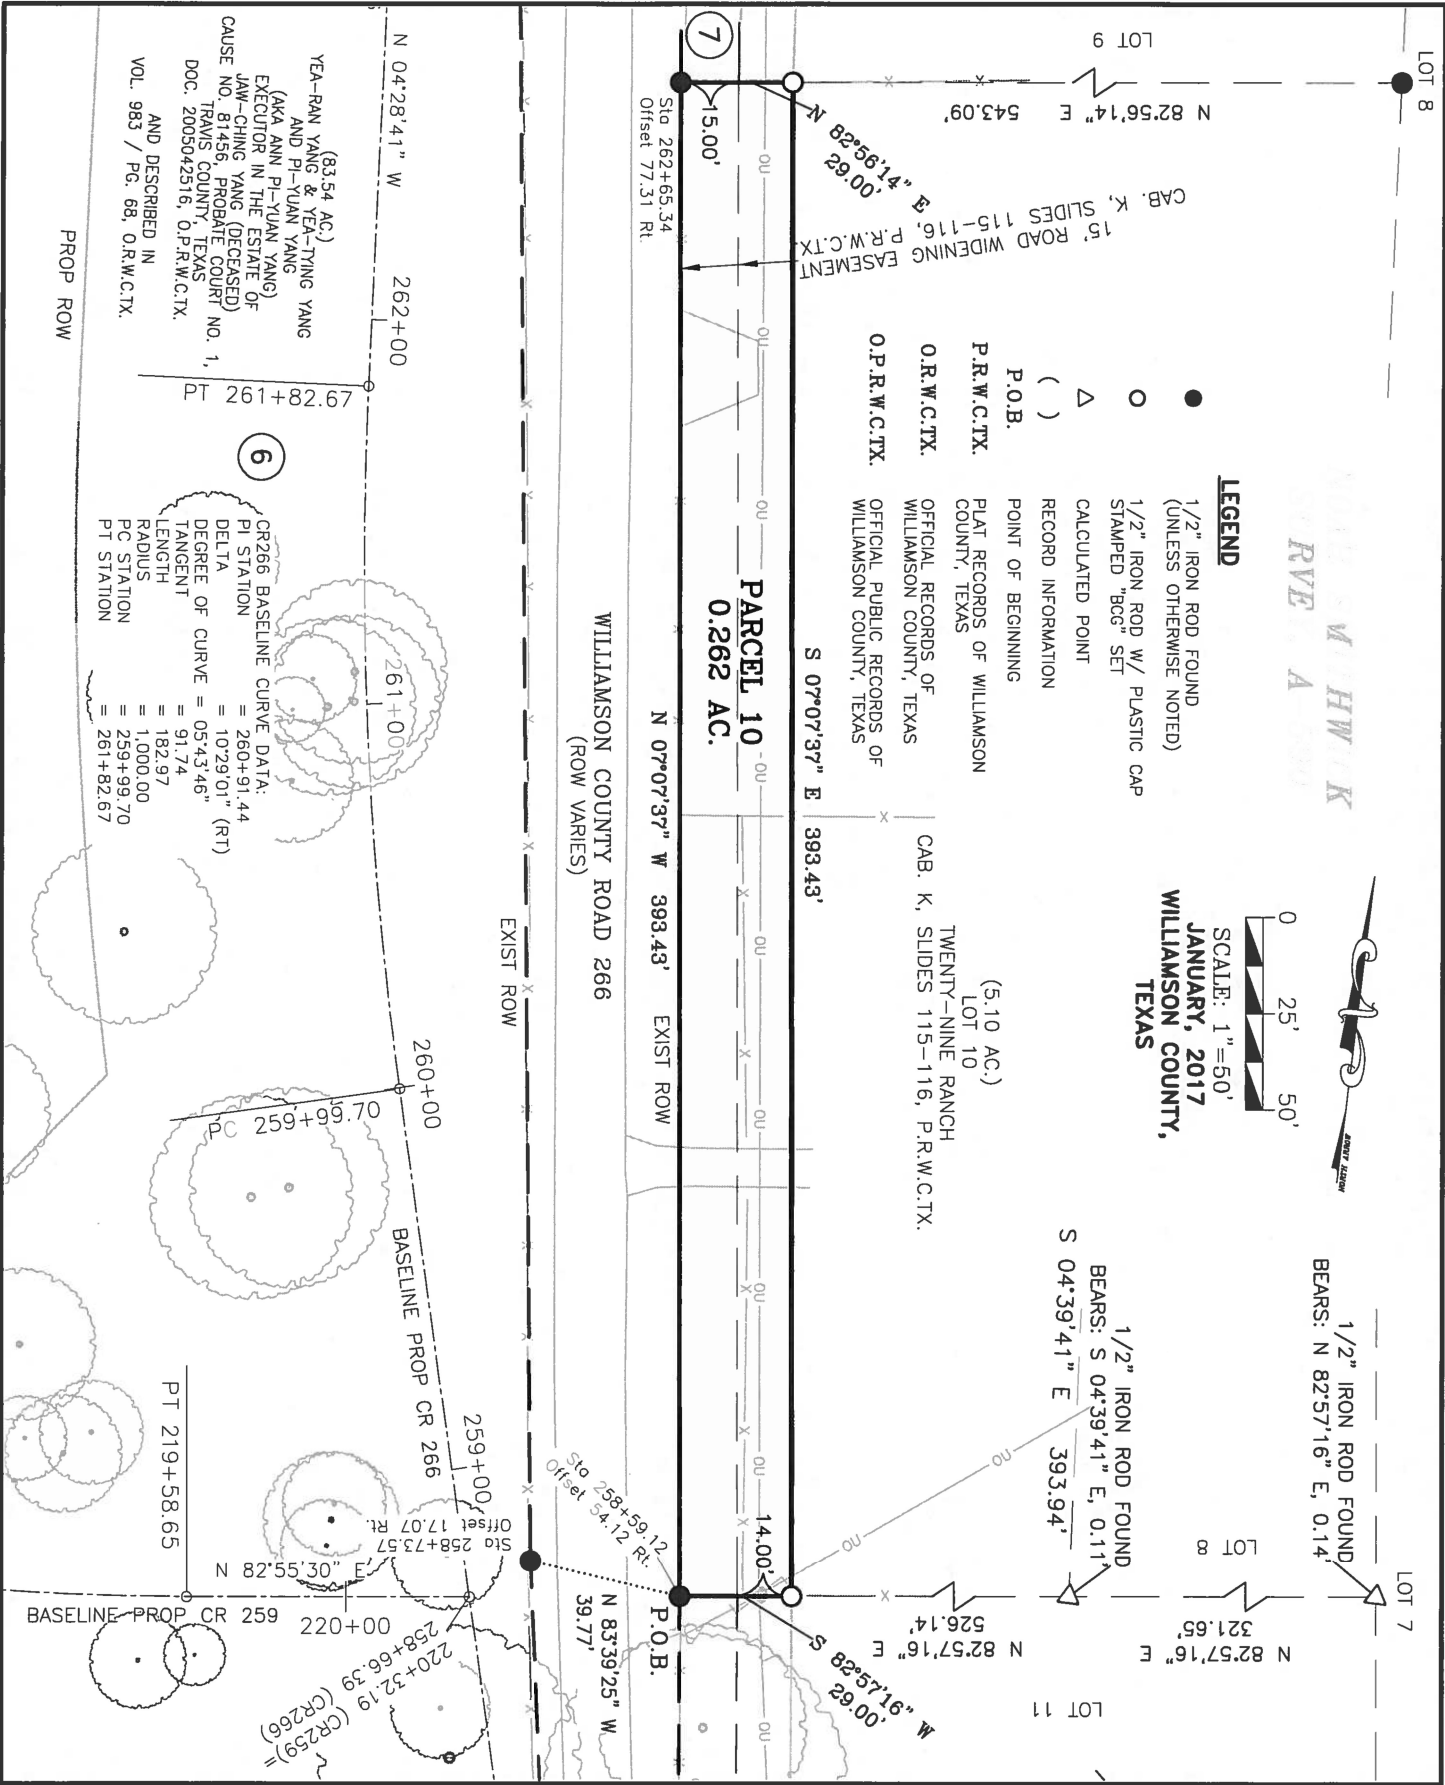 LOT 8
LOT 9
N 82°56'14" E
543.09'
7
N 82°56'14" E
29.00'
15.00'
Sta 262+65.34
Offset 77.31 Rt.
15' ROAD WIDENING EASEMENT
CAB. K, SLIDES 115-116, P.R.W.C.TX.
LEGEND
1/2" IRON ROD FOUND
(UNLESS OTHERWISE NOTED)
1/2" IRON ROD W/ PLASTIC CAP
STAMPED "BCG" SET
CALCULATED POINT
( ) RECORD INFORMATION
P.O.B. POINT OF BEGINNING
P.R.W.C.TX. PLAT RECORDS OF WILLIAMSON
COUNTY, TEXAS
O.R.W.C.TX. OFFICIAL RECORDS OF
WILLIAMSON COUNTY, TEXAS
O.P.R.W.C.TX. OFFICIAL PUBLIC RECORDS OF
WILLIAMSON COUNTY, TEXAS
NORTH ARROW
0 25' 50'
SCALE: 1"=50'
JANUARY, 2017
WILLIAMSON COUNTY,
TEXAS
(5.10 AC.)
LOT 10
TWENTY-NINE RANCH
CAB. K, SLIDES 115-116, P.R.W.C.TX.
1/2" IRON ROD FOUND
BEARS: N 82°57'16" E, 0.14'
1/2" IRON ROD FOUND
BEARS: S 04°39'41" E, 0.11'
S 04°39'41" E 393.94'
LOT 7
LOT 8
N 82°57'16" E
321.65'
N 82°57'16" E
526.14'
LOT 11
S 07°07'37" E 393.43'
PARCEL 10
0.262 AC.
N 07°07'37" W 393.43' EXIST ROW
OU
OU
OU
OU
OU
OU
OU
OU
OU
OU
OU
14.00'
S 82°57'16" W
29.00'
P.O.B.
N 83°39'25" W
39.77'
Sta 258+59.12
Offset 54.12 Rt.
WILLIAMSON COUNTY ROAD 266
(ROW VARIES)
EXIST ROW
N 04°28'41" W
262+00
PT 261+82.67
261+00
260+00
PC 259+99.70
BASELINE PROP CR 266
259+00
Sta 258+73.57
Offset 17.07 Rt.
(83.54 AC.)
YEA-RAN YANG & YEA-TYING YANG
AND PI-YUAN YANG
(AKA ANN PI-YUAN YANG)
EXECUTOR IN THE ESTATE OF
JAW-CHING YANG (DECEASED)
CAUSE NO. 81456, PROBATE COURT NO. 1,
TRAVIS COUNTY, TEXAS
DOC. 2005042516, O.P.R.W.C.TX.
AND DESCRIBED IN
VOL. 983 / PG. 68, O.R.W.C.TX.
PROP ROW
6
CR266 BASELINE CURVE DATA:
PI STATION = 260+91.44
DELTA = 10°29'01" (RT)
DEGREE OF CURVE = 05°43'46"
TANGENT = 91.74
LENGTH = 182.97
RADIUS = 1,000.00
PC STATION = 259+99.70
PT STATION = 261+82.67
PT 219+58.65
N 82°55'30" E
BASELINE PROP CR 259
220+00
220+32.19 (CR259)=
258+66.39 (CR266)